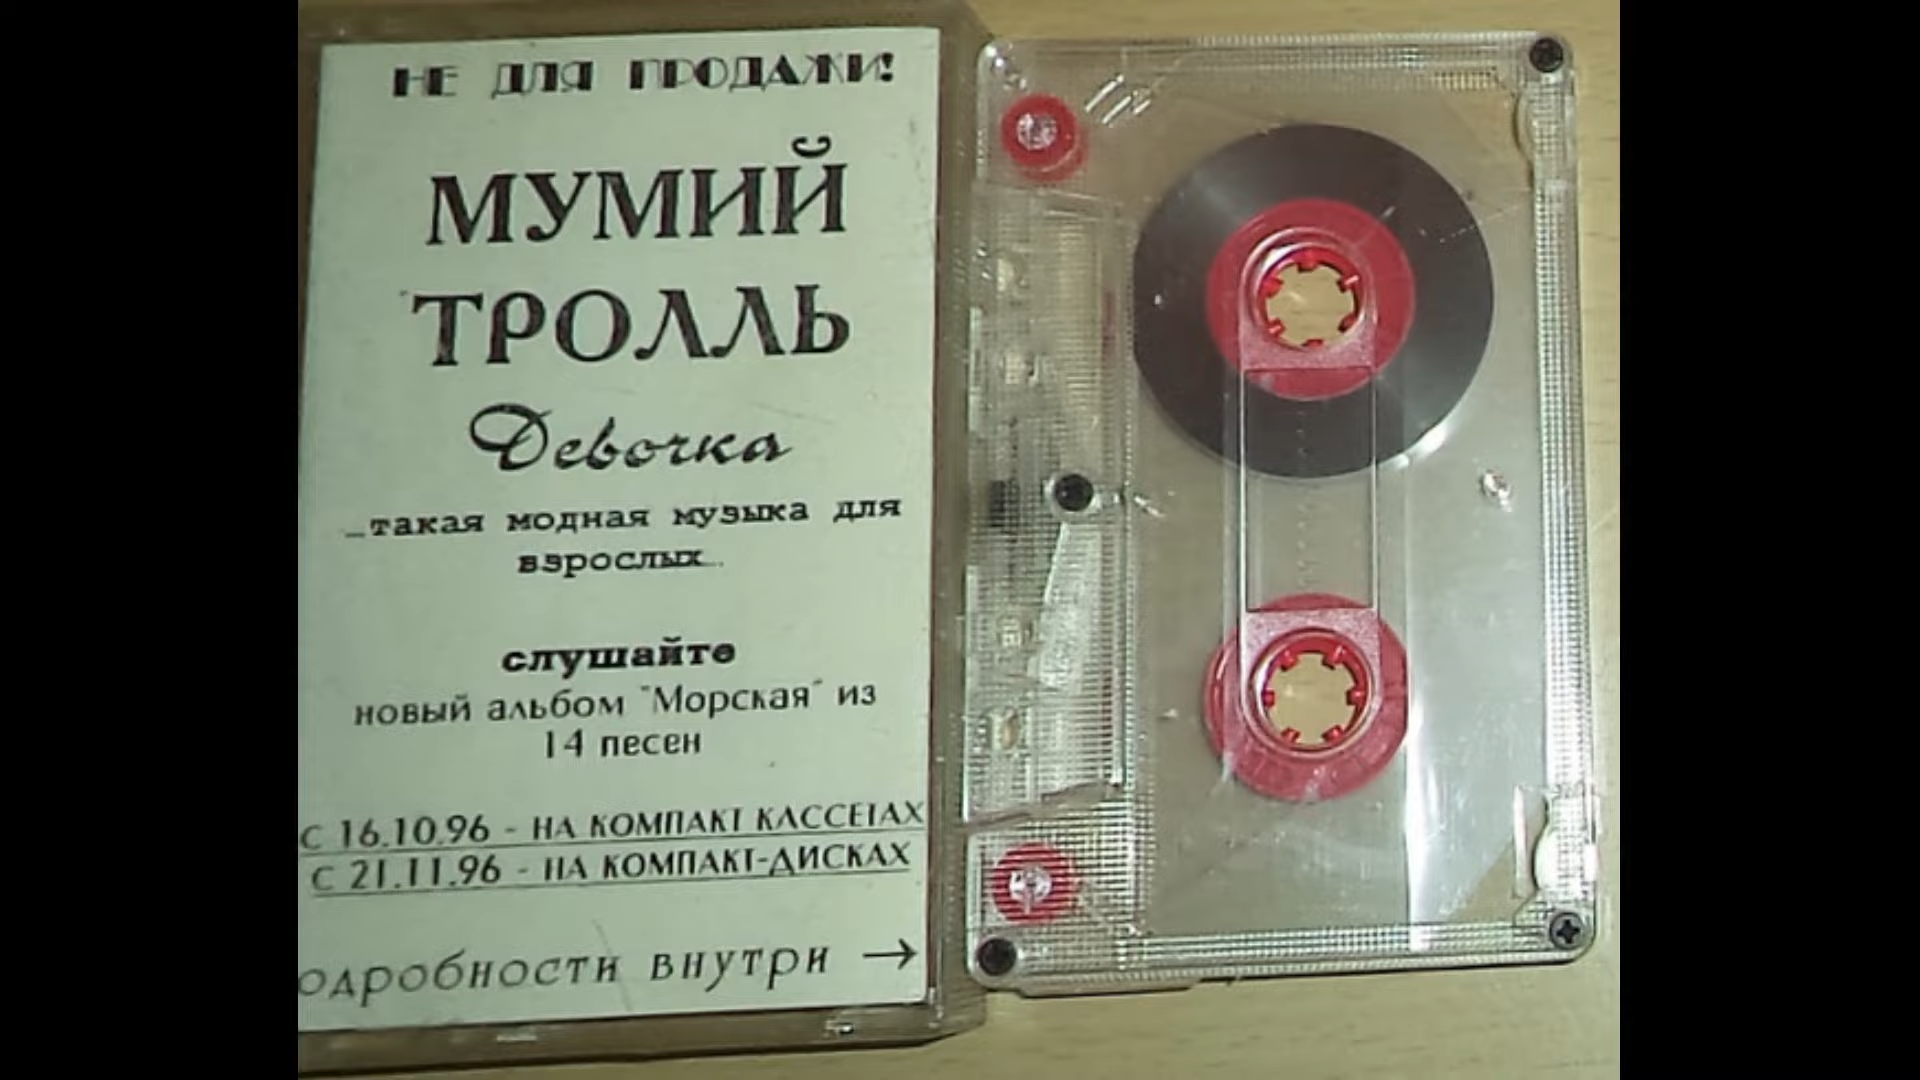 НЕ ДЛЯ ПРОДАЖИ!
МУМИЙ
ТРОЛЛЬ
Девочка
...такая модная музыка для
взрослых...
слушайте
новый альбом "Морская" из
14 песен
С 16.10.96 - НА КОМПАКТ КАССЕТАХ
С 21.11.96 - НА КОМПАКТ-ДИСКАХ
одробности внутри →